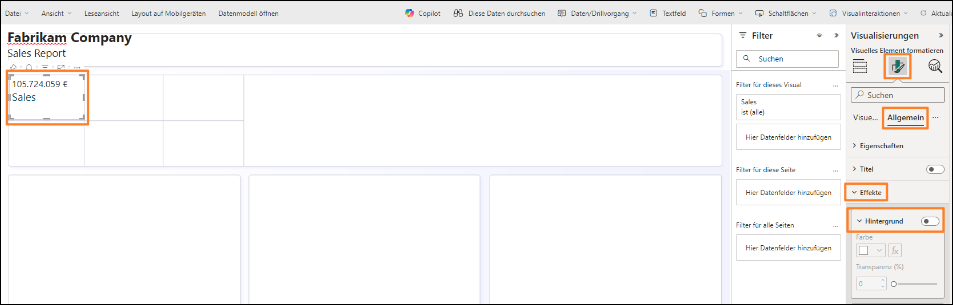 Datei Leseansicht Layout auf Mobilgeräten Datenmodell öffnen Copilot Diese Daten durchsuchen Daten/Drillvorgang Textfeld Formen Schaltflächen Visualinteraktionen Aktuali
Fabrikam Company
Sales Report
105.724.059 €
Sales
Filter
Suchen
Filter für dieses Visual ...
Sales
ist (alle)
Hier Datenfelder hinzufügen
Filter für diese Seite ...
Hier Datenfelder hinzufügen
Filter für alle Seiten ...
Hier Datenfelder hinzufügen
Visualisierungen
Visuelles Element formatieren
Suchen
Visue... Allgemein ...
Eigenschaften
Titel
Effekte
Hintergrund
Farbe
fx
Transparenz (%)
0